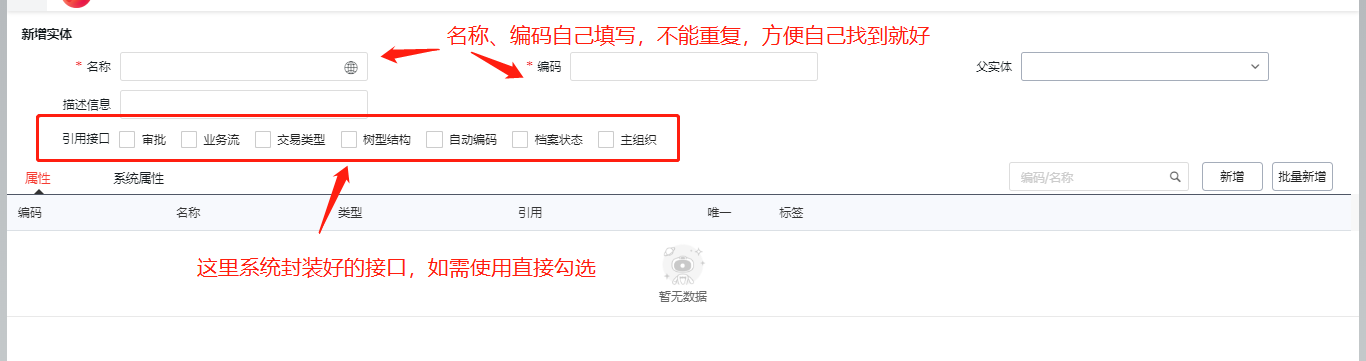 新增实体
名称、编码自己填写，不能重复，方便自己找到就好
* 名称
* 编码
父实体
描述信息
引用接口 审批 业务流 交易类型 树型结构 自动编码 档案状态 主组织
属性 系统属性 编码/名称 新增 批量新增
编码 名称 类型 引用 唯一 标签
这里系统封装好的接口，如需使用直接勾选
暂无数据